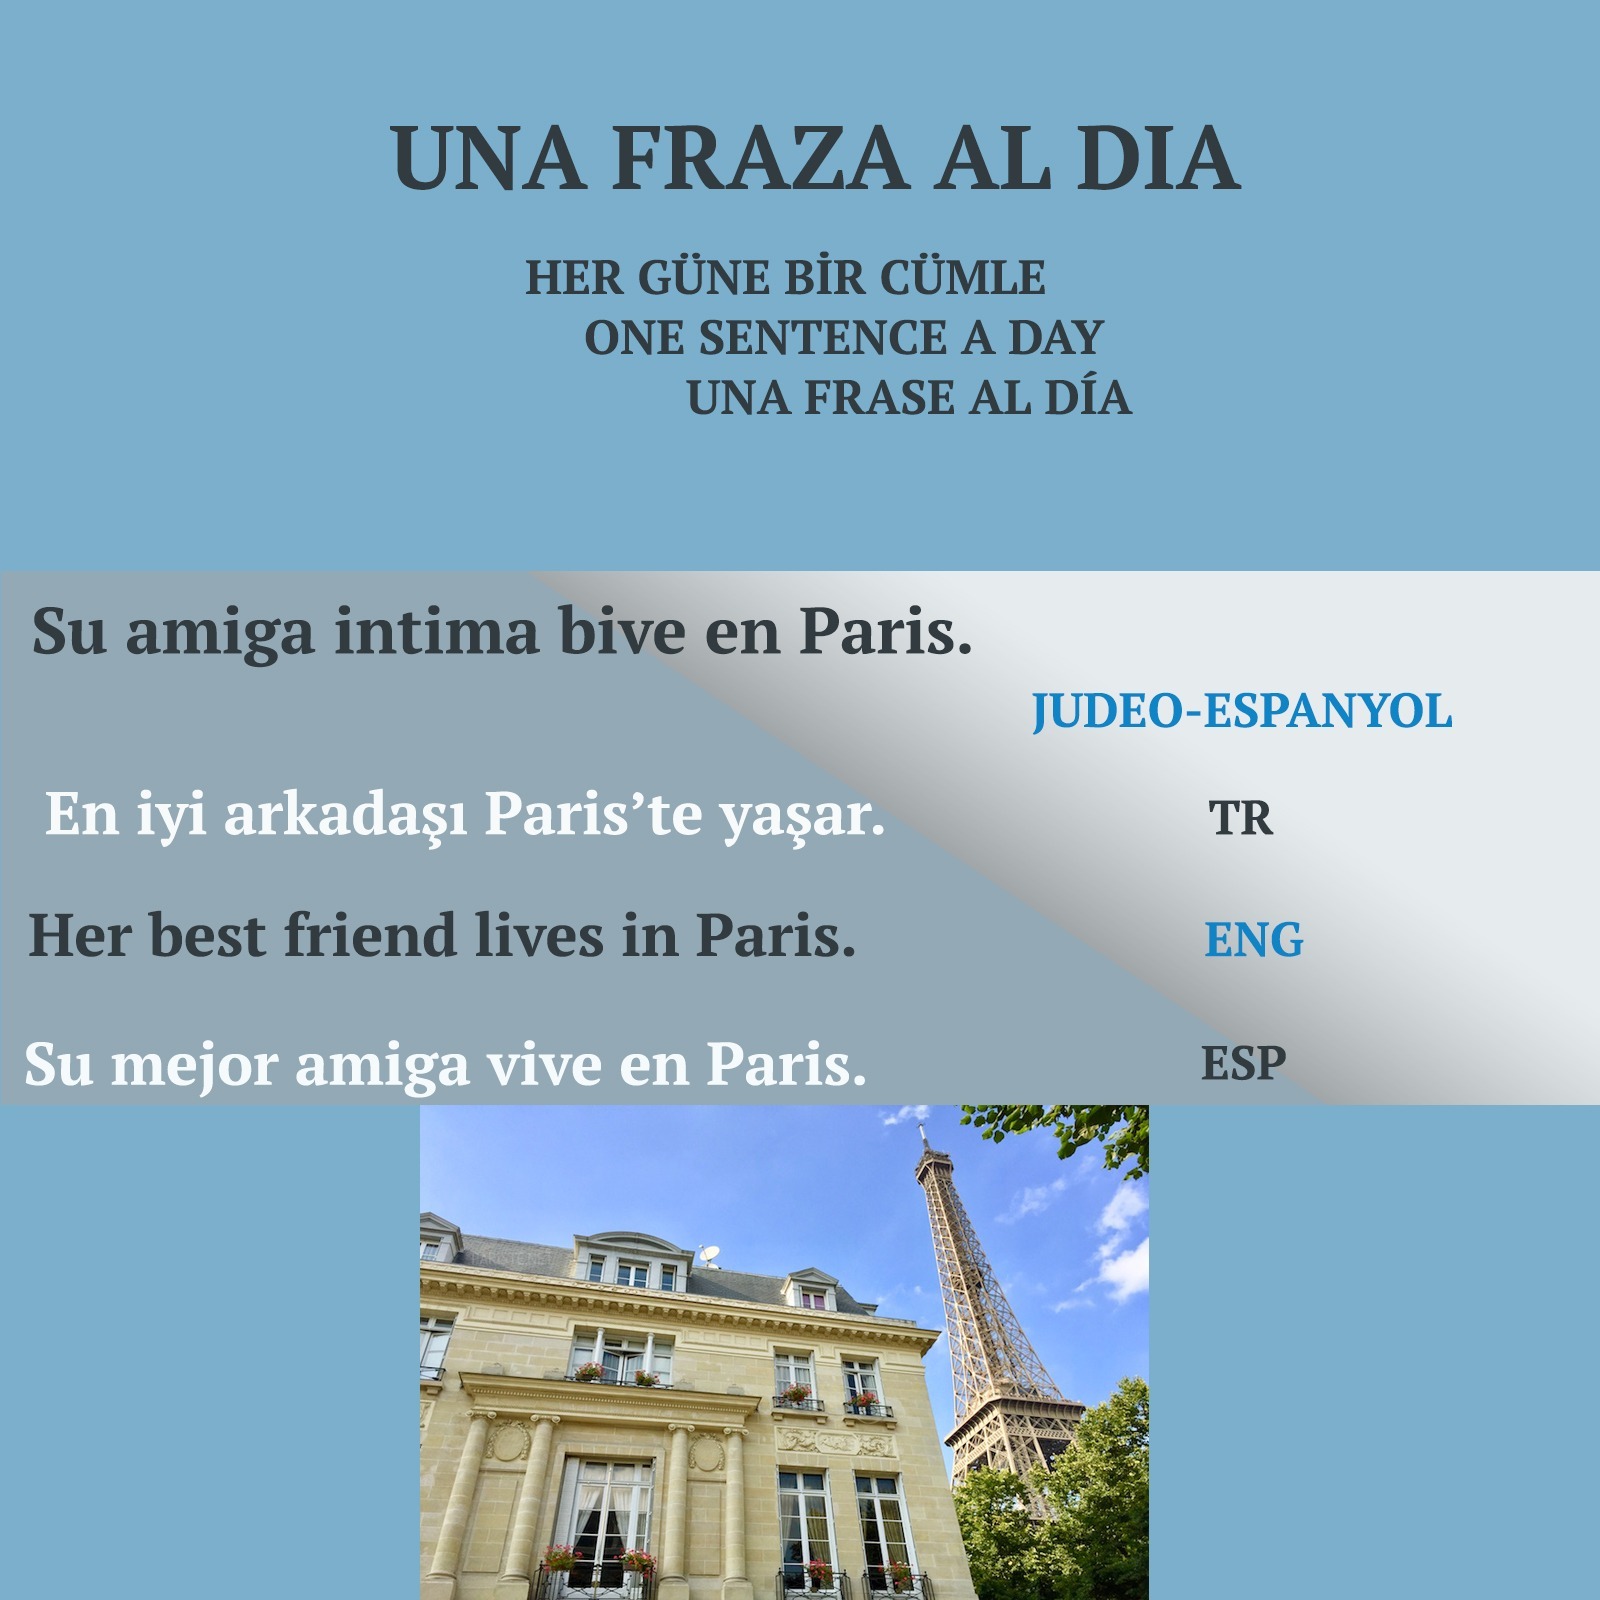 UNA FRAZA AL DIA
HER GÜNE BİR CÜMLE
ONE SENTENCE A DAY
UNA FRASE AL DÍA
Su amiga intima bive en Paris.
JUDEO-ESPANYOL
En iyi arkadaşı Paris’te yaşar.
TR
Her best friend lives in Paris.
ENG
Su mejor amiga vive en Paris.
ESP